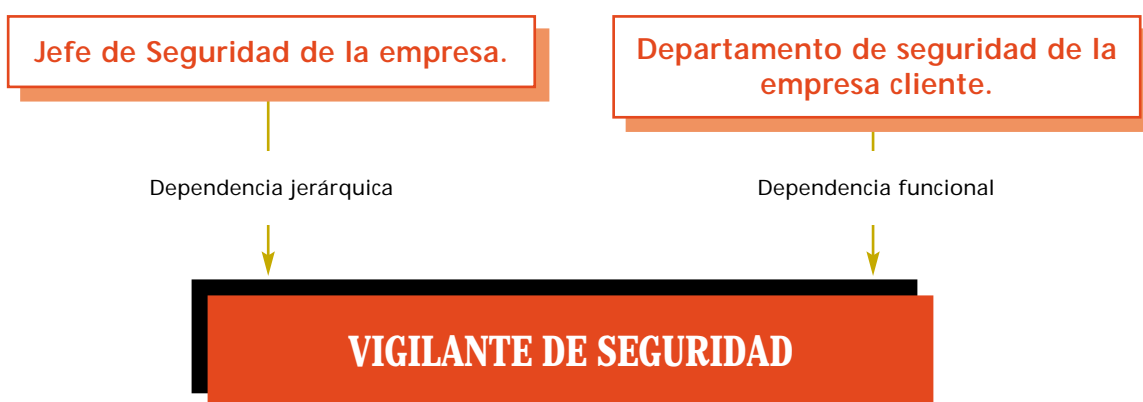 Jefe de Seguridad de la empresa.
Departamento de seguridad de la
empresa cliente.
Dependencia jerárquica
Dependencia funcional
VIGILANTE DE SEGURIDAD